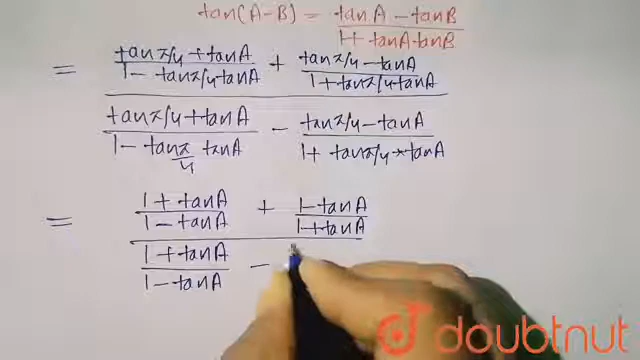 tan(A-B) = tanA - tanB / 1+ tanA tanB
= tanπ/4 + tanA / 1 - tanπ/4 tanA + tanπ/4 - tanA / 1 + tanπ/4 tanA
tanπ/4 + tanA / 1 - tanπ/4 tanA - tanπ/4 - tanA / 1 + tanπ/4 * tanA
= 1 + tanA / 1 - tanA + 1 - tanA / 1 + tanA
1 + tanA / 1 - tanA -
doubtnut